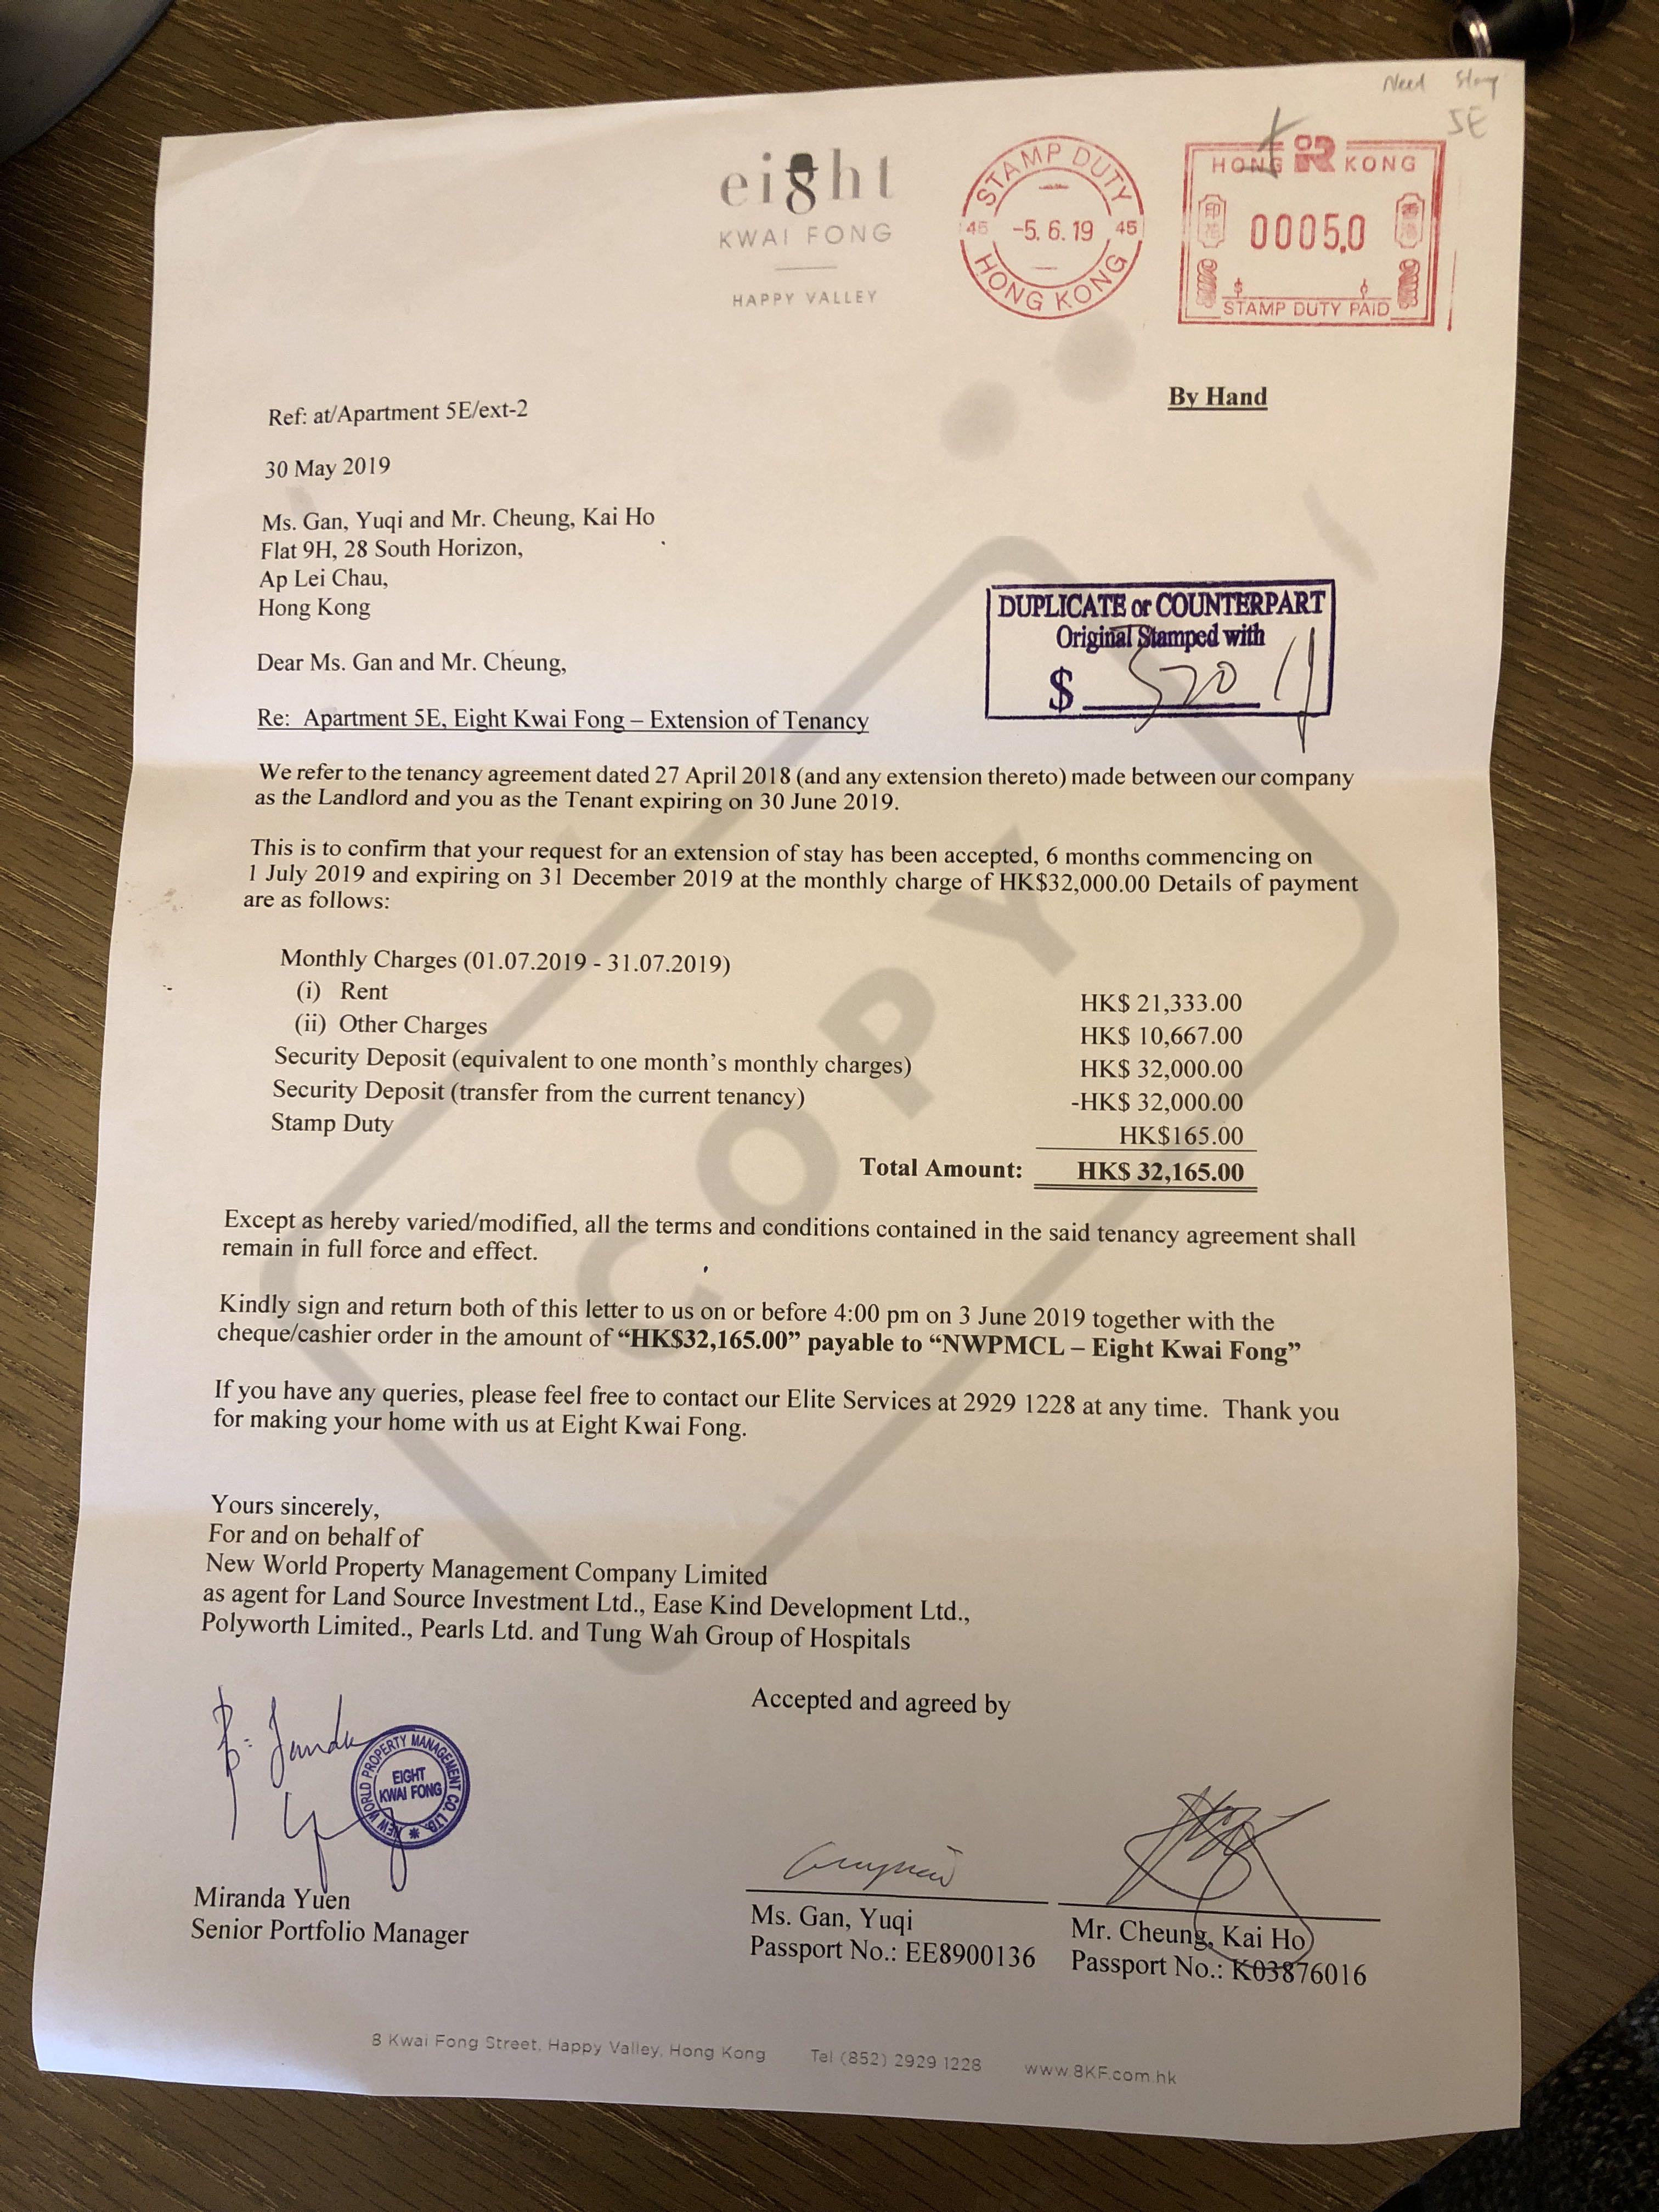 Need Stamp
5E
eight
KWAI FONG
HAPPY VALLEY
STAMP DUTY
45 -5. 6. 19 45
HONG KONG
HONG IR KONG
0005.0
$ ¢
STAMP DUTY PAID
By Hand
Ref: at/Apartment 5E/ext-2
30 May 2019
Ms. Gan, Yuqi and Mr. Cheung, Kai Ho
Flat 9H, 28 South Horizon,
Ap Lei Chau,
Hong Kong
DUPLICATE or COUNTERPART
Original Stamped with
$ 320
Dear Ms. Gan and Mr. Cheung,
Re: Apartment 5E, Eight Kwai Fong – Extension of Tenancy
We refer to the tenancy agreement dated 27 April 2018 (and any extension thereto) made between our company
as the Landlord and you as the Tenant expiring on 30 June 2019.
This is to confirm that your request for an extension of stay has been accepted, 6 months commencing on
1 July 2019 and expiring on 31 December 2019 at the monthly charge of HK$32,000.00 Details of payment
are as follows:
Monthly Charges (01.07.2019 - 31.07.2019)
(i) Rent HK$ 21,333.00
(ii) Other Charges HK$ 10,667.00
Security Deposit (equivalent to one month's monthly charges) HK$ 32,000.00
Security Deposit (transfer from the current tenancy) -HK$ 32,000.00
Stamp Duty HK$165.00
Total Amount: HK$ 32,165.00
COPY
Except as hereby varied/modified, all the terms and conditions contained in the said tenancy agreement shall
remain in full force and effect.
Kindly sign and return both of this letter to us on or before 4:00 pm on 3 June 2019 together with the
cheque/cashier order in the amount of “HK$32,165.00” payable to “NWPMCL – Eight Kwai Fong”
If you have any queries, please feel free to contact our Elite Services at 2929 1228 at any time. Thank you
for making your home with us at Eight Kwai Fong.
Yours sincerely,
For and on behalf of
New World Property Management Company Limited
as agent for Land Source Investment Ltd., Ease Kind Development Ltd.,
Polyworth Limited., Pearls Ltd. and Tung Wah Group of Hospitals
Accepted and agreed by
NEW WORLD PROPERTY MANAGEMENT CO. LTD.
EIGHT
KWAI FONG
Miranda Yuen
Senior Portfolio Manager
Ms. Gan, Yuqi
Passport No.: EE8900136
Mr. Cheung, Kai Ho
Passport No.: K03876016
8 Kwai Fong Street, Happy Valley, Hong Kong Tel (852) 2929 1228 www.8KF.com.hk